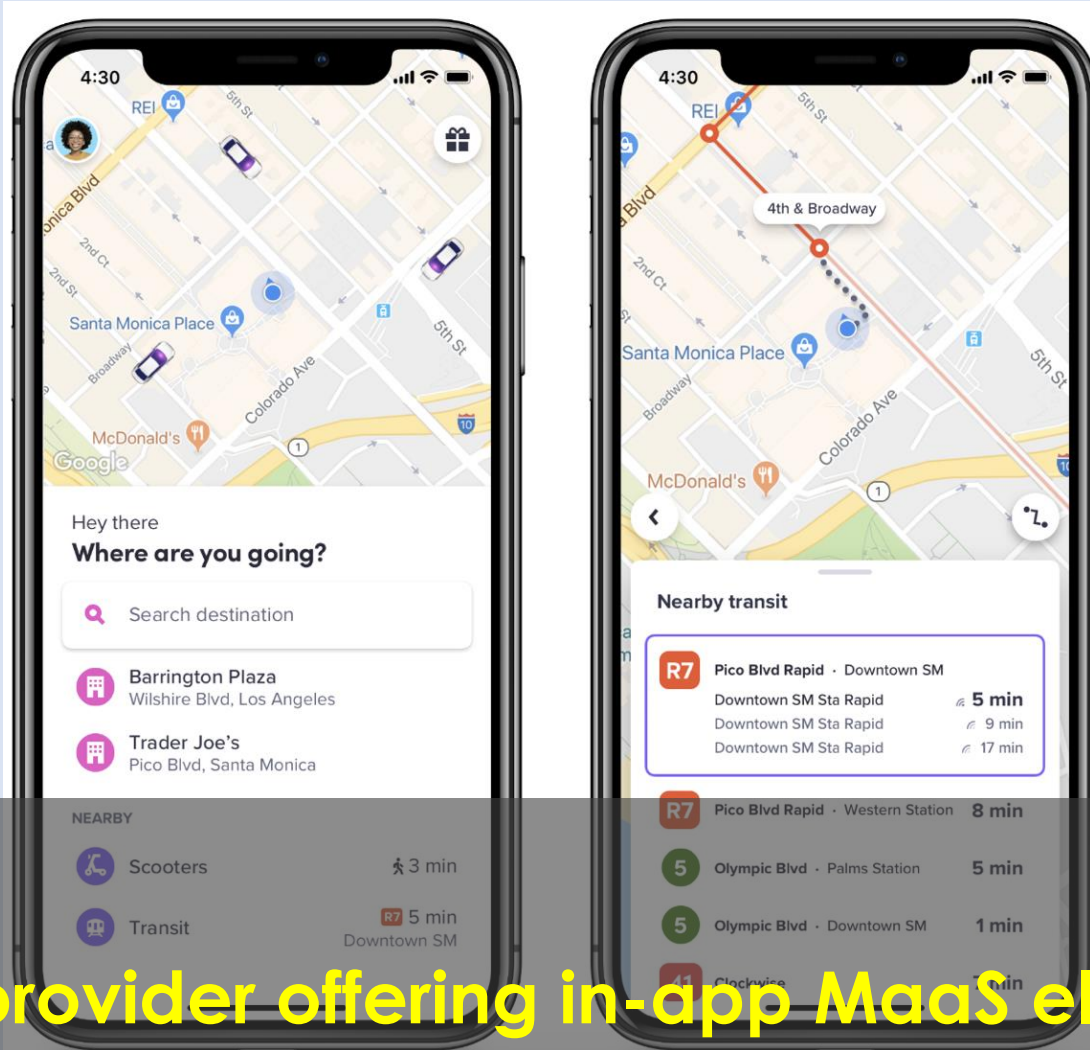 4:30
REI
5th St
onica Blvd
2nd Ct
2nd St
Santa Monica Place
Broadway
5th St
Colorado Ave
McDonald's
10
1
Google
Hey there
Where are you going?
Search destination
Barrington Plaza
Wilshire Blvd, Los Angeles
Trader Joe's
Pico Blvd, Santa Monica
NEARBY
Scooters 3 min
Transit R7 5 min
Downtown SM
4:30
REI
5th St
Blvd
4th & Broadway
2nd Ct
Santa Monica Place
Broadway
5th St
Colorado Ave
McDonald's
10
1
Nearby transit
R7 Pico Blvd Rapid · Downtown SM
Downtown SM Sta Rapid 5 min
Downtown SM Sta Rapid 9 min
Downtown SM Sta Rapid 17 min
R7 Pico Blvd Rapid · Western Station 8 min
5 Olympic Blvd · Palms Station 5 min
5 Olympic Blvd · Downtown SM 1 min
41 Clockwise 7 min
provider offering in-app MaaS el